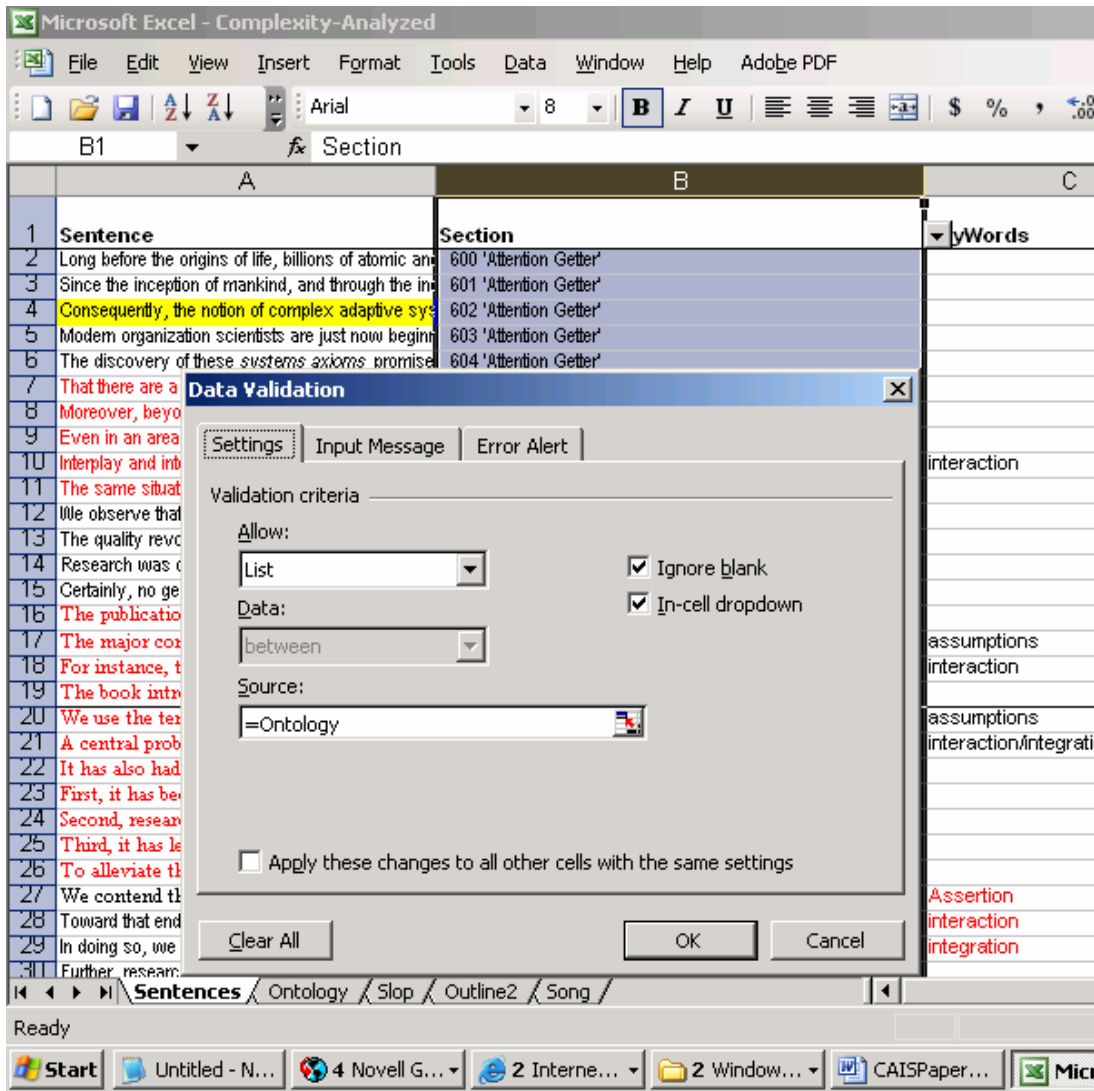 Microsoft Excel - Complexity-Analyzed
File Edit View Insert Format Tools Data Window Help Adobe PDF
Arial 8 B I U $ % ,
B1 fx Section
A B C
1 Sentence Section yWords
2 Long before the origins of life, billions of atomic an 600 'Attention Getter'
3 Since the inception of mankind, and through the in 601 'Attention Getter'
4 Consequently, the notion of complex adaptive sys 602 'Attention Getter'
5 Modern organization scientists are just now beginn 603 'Attention Getter'
6 The discovery of these systems axioms promise 604 'Attention Getter'
7 That there are a
8 Moreover, beyo
9 Even in an area
10 Interplay and int interaction
11 The same situat
12 We observe that
13 The quality revo
14 Research was c
15 Certainly, no ge
16 The publicatio
17 The major cor assumptions
18 For instance, t interaction
19 The book intr
20 We use the ter assumptions
21 A central prob interaction/integrati
22 It has also had
23 First, it has be
24 Second, resear
25 Third, it has le
26 To alleviate th
27 We contend th Assertion
28 Toward that end interaction
29 In doing so, we integration
30 Further, researc
Data Validation
Settings Input Message Error Alert
Validation criteria
Allow:
List
Ignore blank
In-cell dropdown
Data:
between
Source:
=Ontology
Apply these changes to all other cells with the same settings
Clear All OK Cancel
Sentences Ontology Slop Outline2 Song
Ready
Start Untitled - N... 4 Novell G... 2 Interne... 2 Window... CAISPaper... Micr